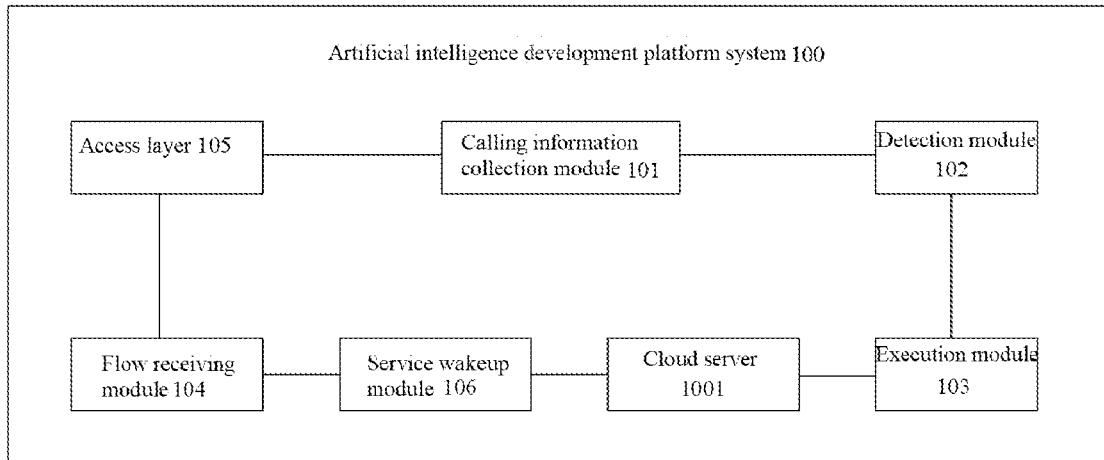 Artificial intelligence development platform system 100
Access layer 105
Calling information
collection module 101
Detection module
102
Flow receiving
module 104
Service wakeup
module 106
Cloud server
1001
Execution module
103